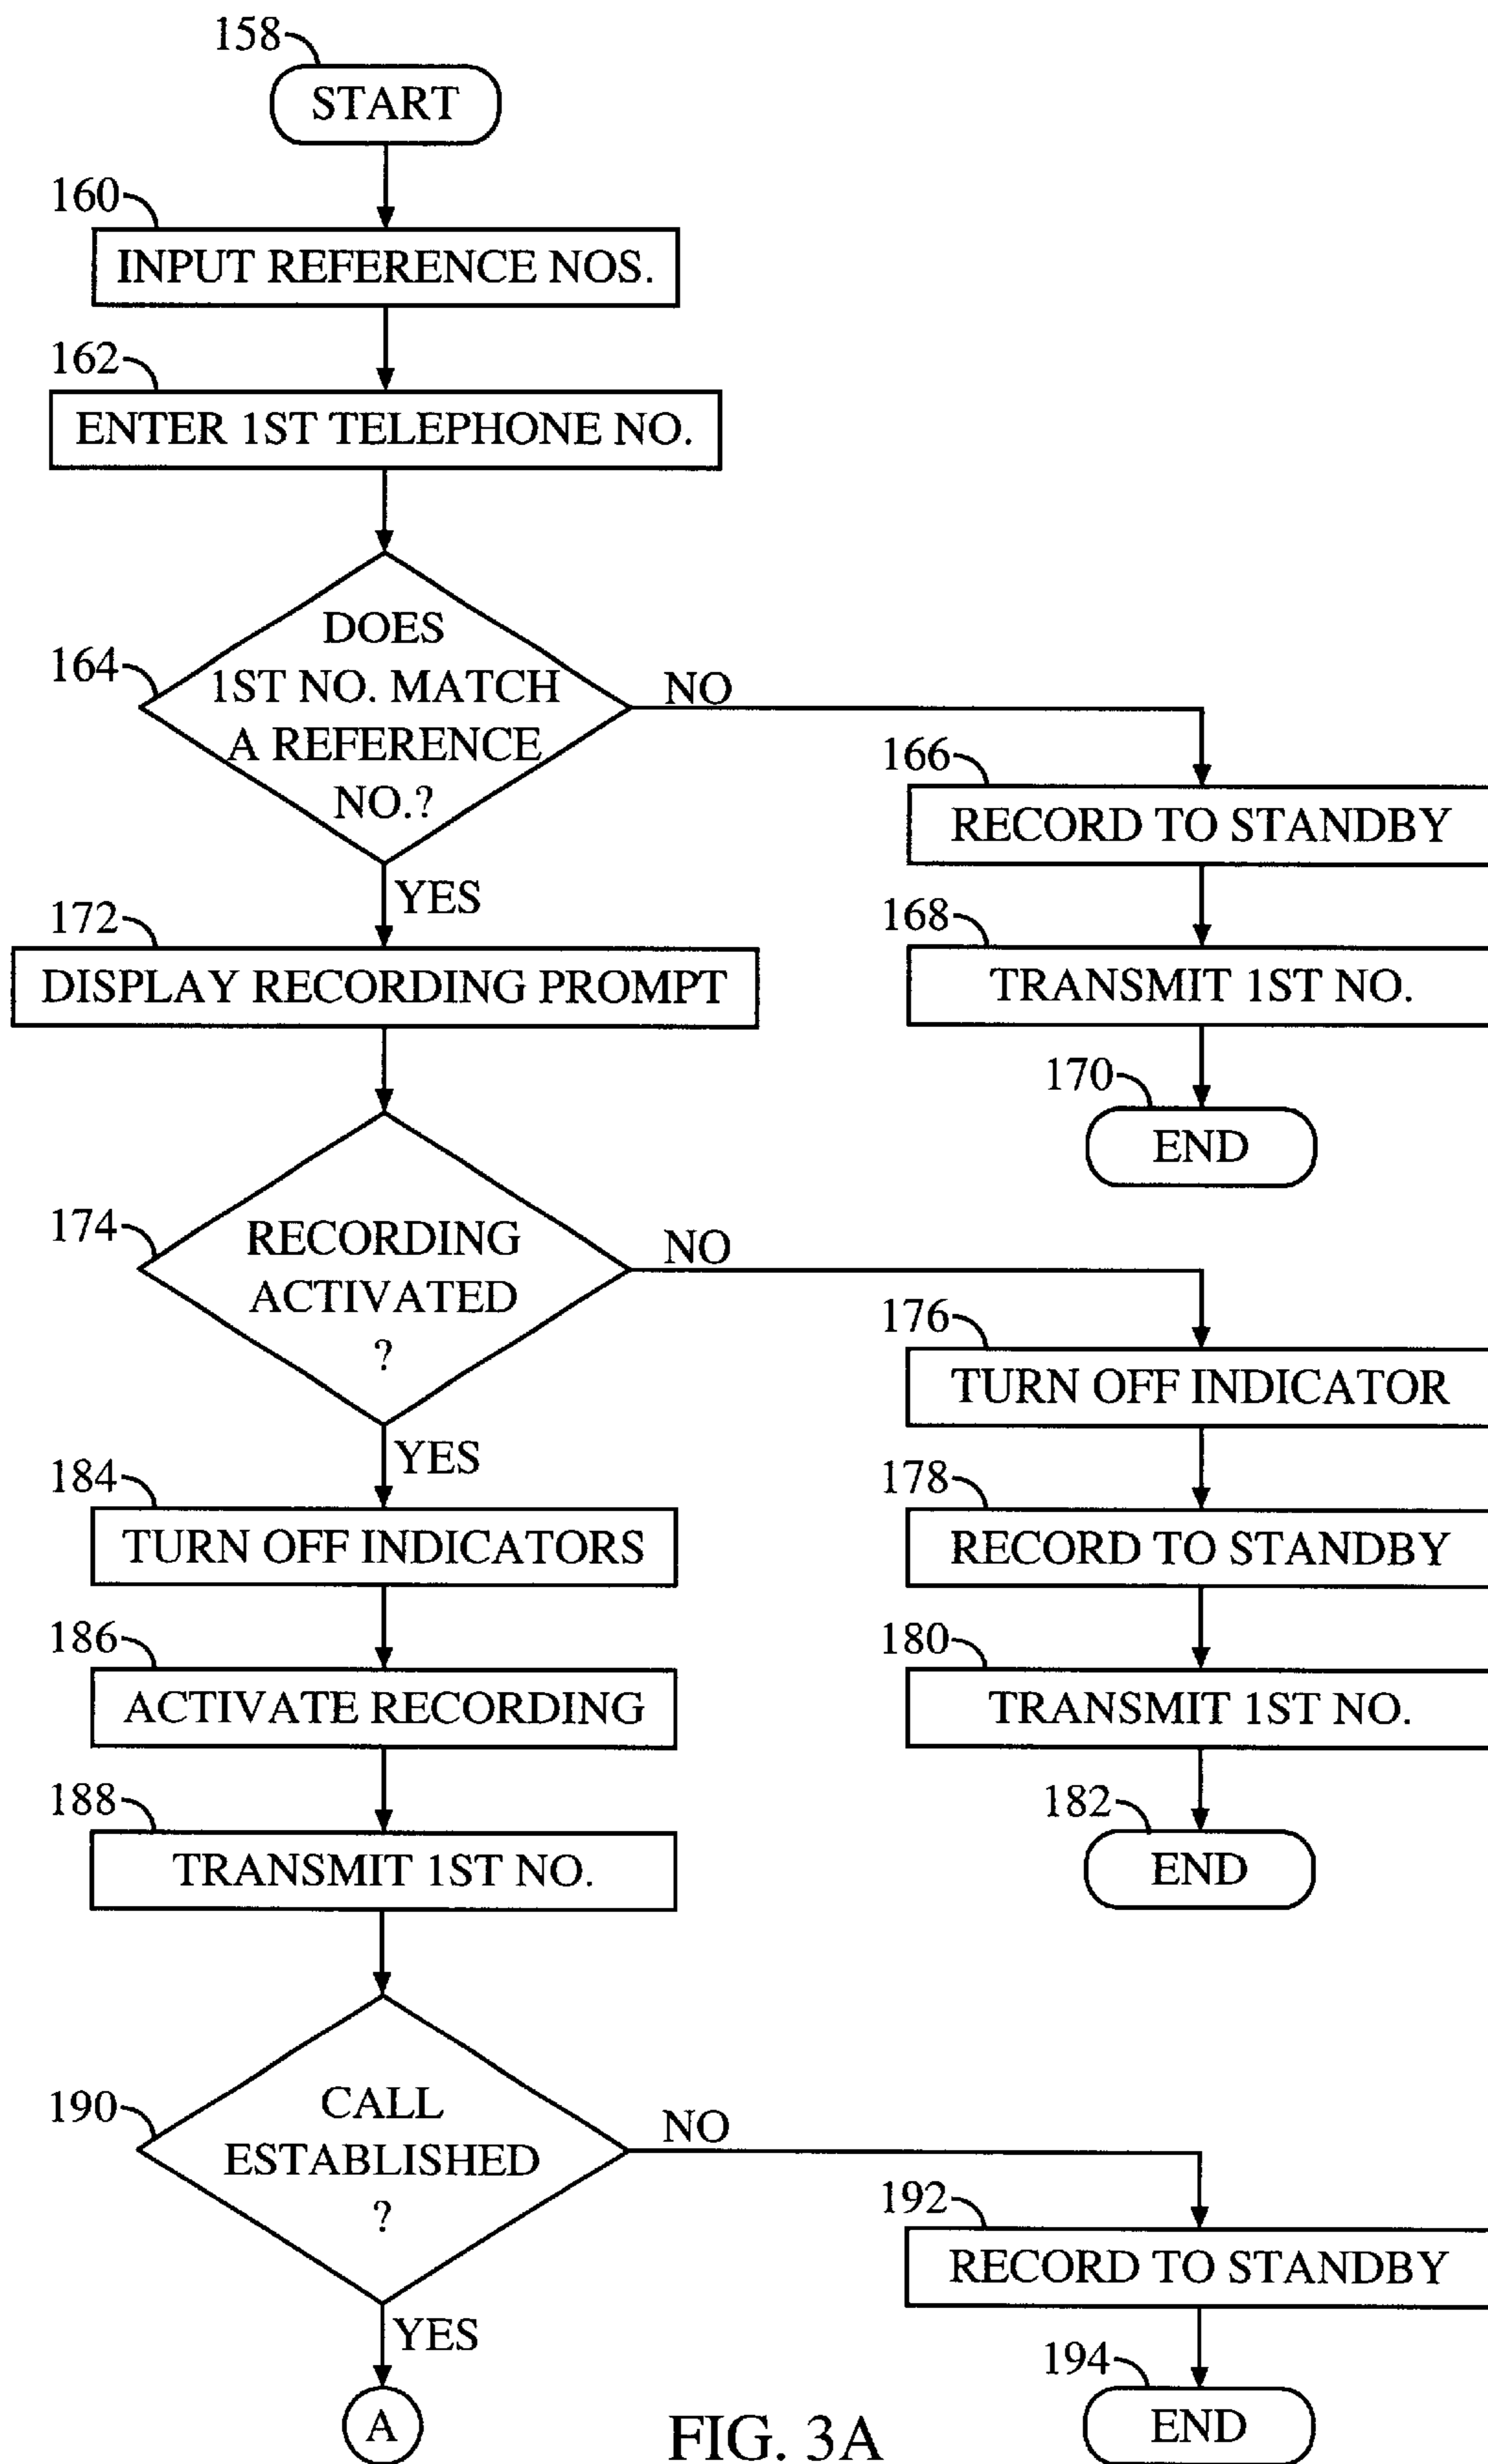 158
START
160
INPUT REFERENCE NOS.
162
ENTER 1ST TELEPHONE NO.
164
DOES
1ST NO. MATCH
A REFERENCE
NO.?
NO
166
RECORD TO STANDBY
168
TRANSMIT 1ST NO.
170
END
YES
172
DISPLAY RECORDING PROMPT
174
RECORDING
ACTIVATED
?
NO
176
TURN OFF INDICATOR
178
RECORD TO STANDBY
180
TRANSMIT 1ST NO.
182
END
YES
184
TURN OFF INDICATORS
186
ACTIVATE RECORDING
188
TRANSMIT 1ST NO.
190
CALL
ESTABLISHED
?
NO
192
RECORD TO STANDBY
194
END
YES
A
FIG. 3A